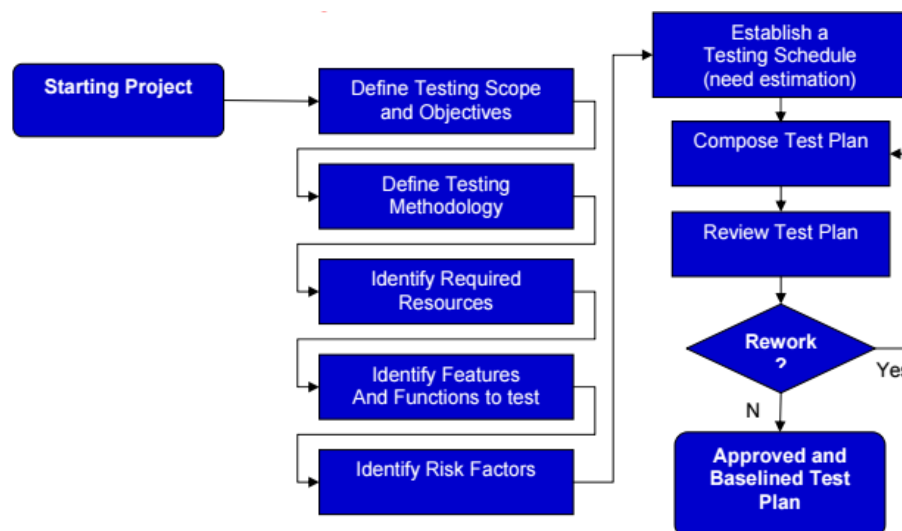 Starting Project
Define Testing Scope
and Objectives
Define Testing
Methodology
Identify Required
Resources
Identify Features
And Functions to test
Identify Risk Factors
Establish a
Testing Schedule
(need estimation)
Compose Test Plan
Review Test Plan
Rework
?
Yes
N
Approved and
Baselined Test
Plan